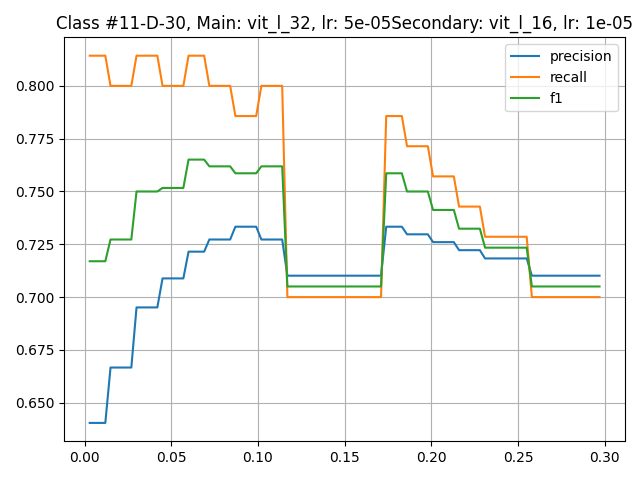 Class #11-D-30, Main: vit_l_32, lr: 5e-05Secondary: vit_l_16, lr: 1e-05
precision
recall
f1
0.800
0.775
0.750
0.725
0.700
0.675
0.650
0.00 0.05 0.10 0.15 0.20 0.25 0.30